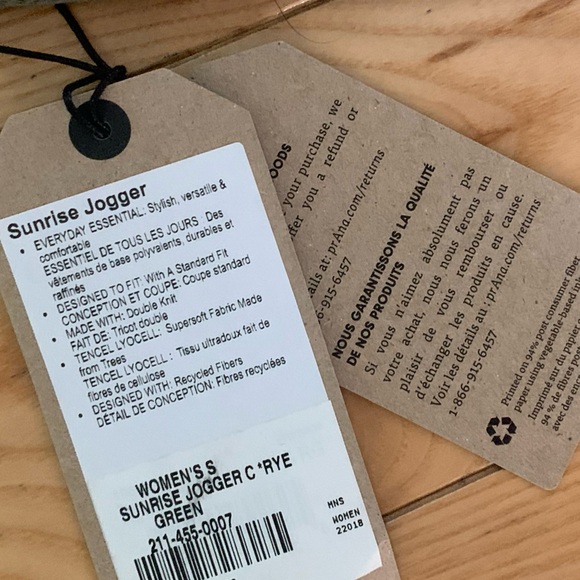 Sunrise Jogger
• EVERYDAY ESSENTIAL: Stylish, versatile &
comfortable
ESSENTIEL DE TOUS LES JOURS : Des
vêtements de base polyvalents, durables et
raffinés
• DESIGNED TO FIT: With A Standard Fit
CONCEPTION ET COUPE: Coupe standard
• MADE WITH: Double Knit
FAIT DE: Tricot double
• TENCEL LYOCELL: Supersoft Fabric Made
from Trees
TENCEL LYOCELL : Tissu ultradoux fait de
fibres de cellulose
• DESIGNED WITH: Recycled Fibers
DÉTAIL DE CONCEPTION: Fibres recyclées
WOMEN'S S
SUNRISE JOGGER C *RYE
GREEN
211-455-0007
MNS
WOMEN
22018
your purchase, we
you a refund or
at: prAna.com/returns
-915-6457
NOUS GARANTISSONS LA QUALITÉ
DE NOS PRODUITS
Si vous n'aimez absolument pas
votre achat, nous nous ferons un
plaisir de vous rembourser ou
d'échanger les produits en cause.
Voir les détails au : prAna.com/returns
1-866-915-6457
Printed on 94% post consumer fiber
paper using vegetable-based
Imprimé sur du papier
94 % de fibres
avec des